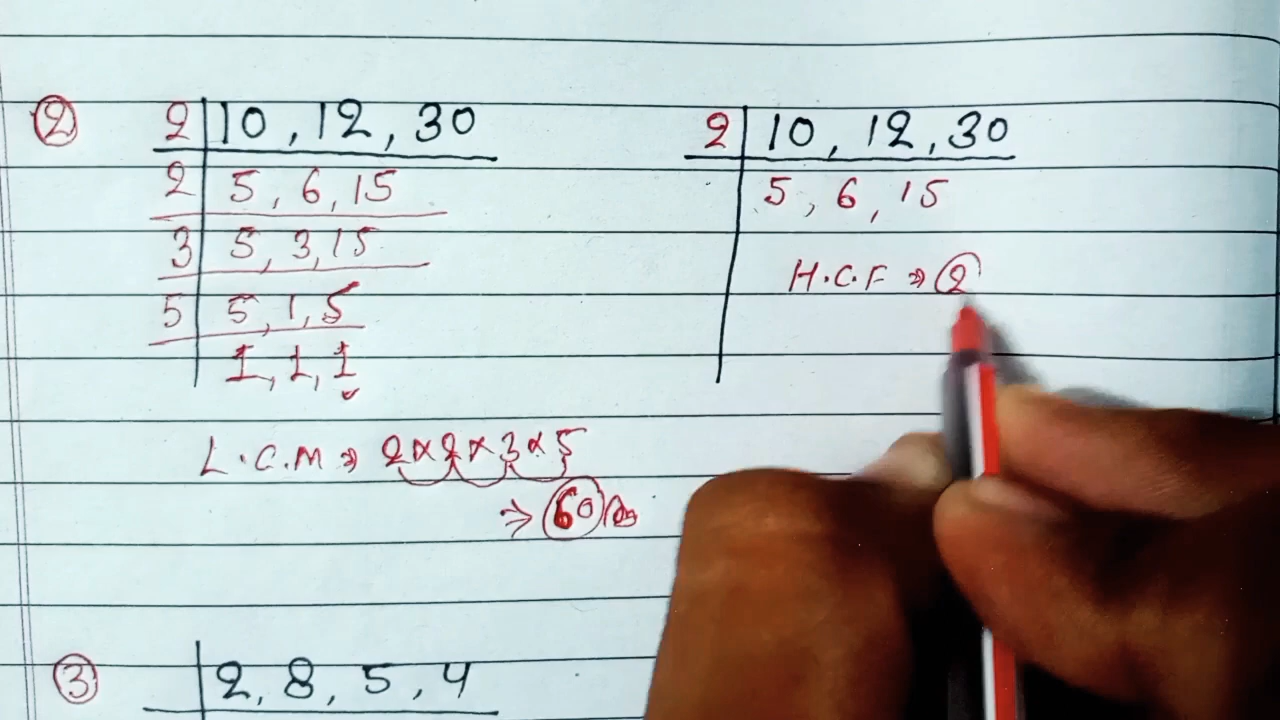 ② 2 | 10 , 12 , 30
2 | 5 , 6 , 15
3 | 5 , 3 , 15
5 | 5 , 1 , 5
1 , 1 , 1
L.C.M ⇒ 2 × 2 × 3 × 5
⇒ 60
2 | 10 , 12 , 30
5 , 6 , 15
H.C.F ⇒ 2
③ 2 , 8 , 5 , 4